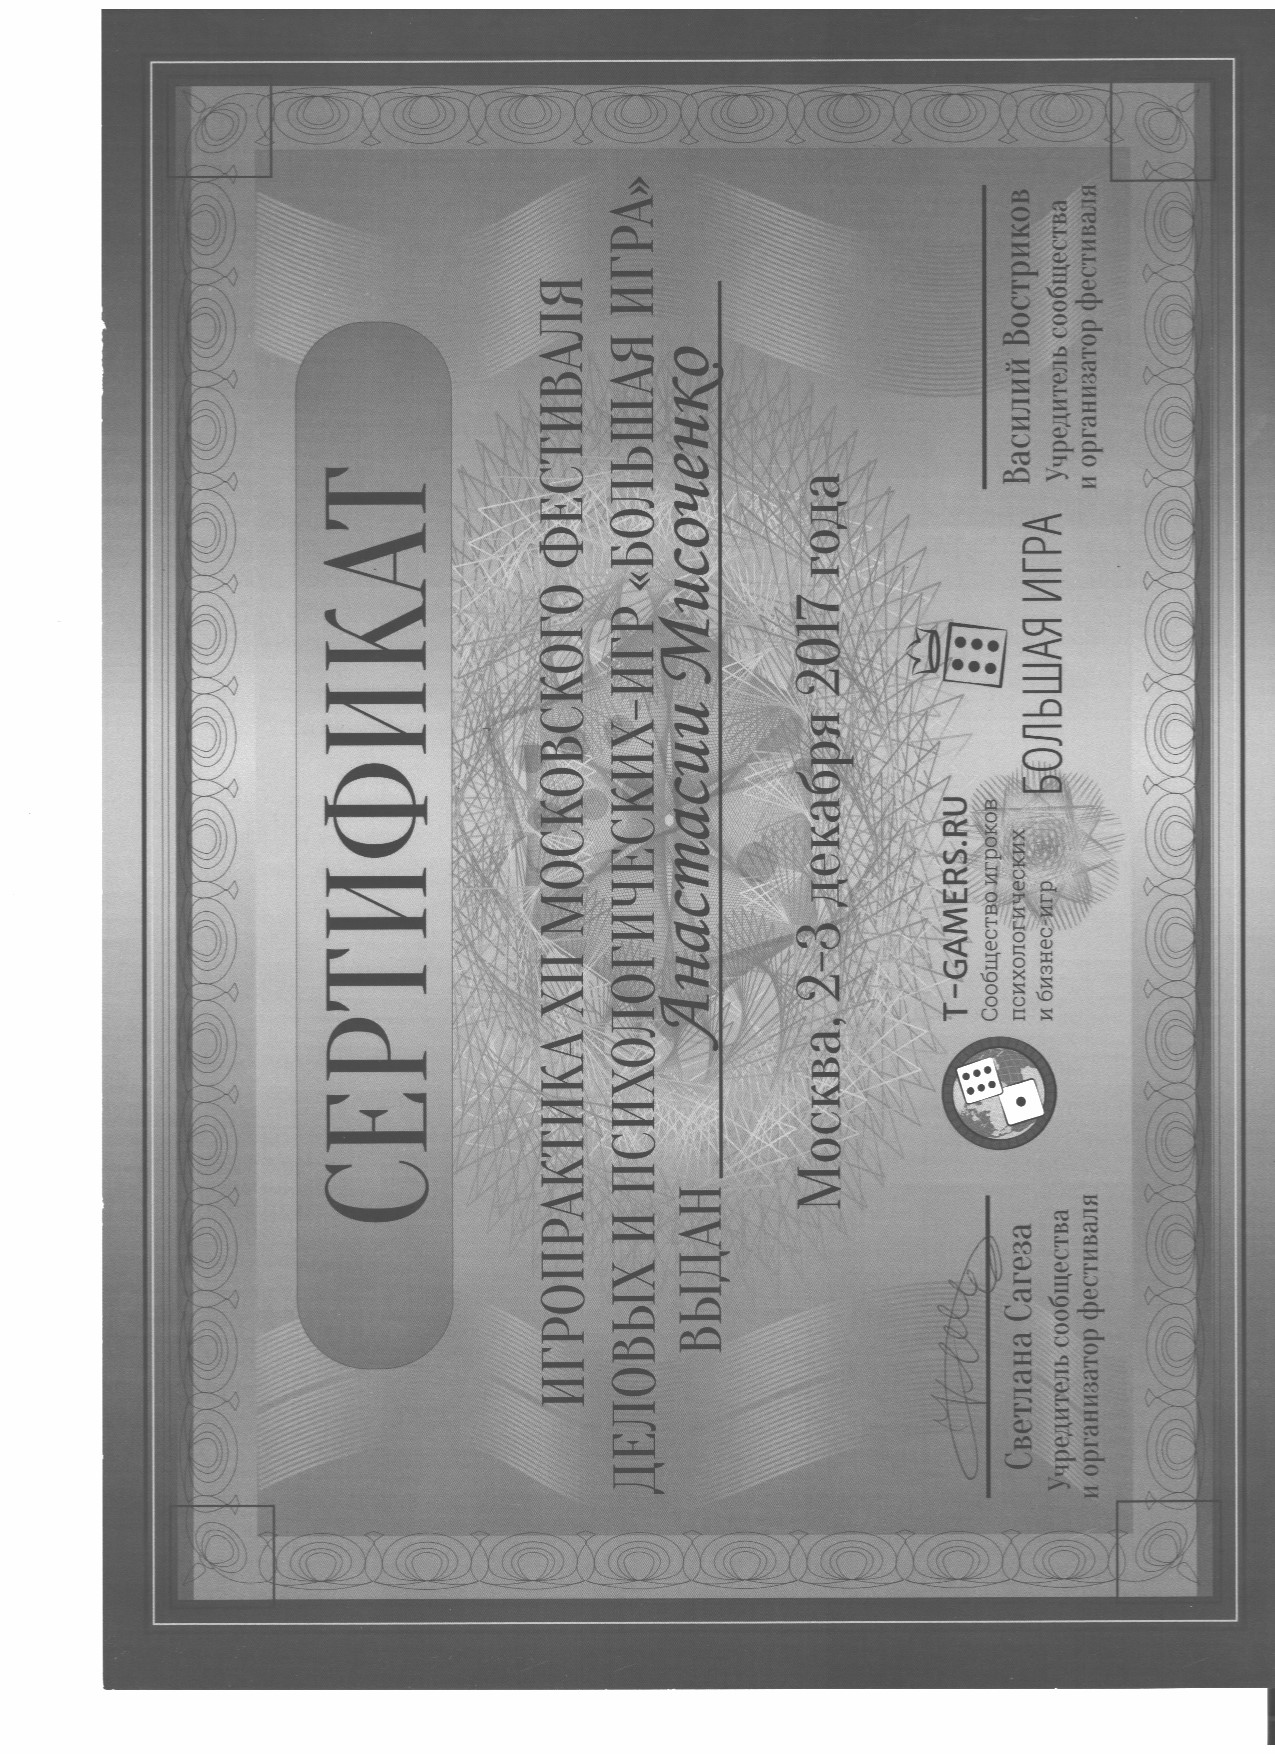 СЕРТИФИКАТ
ИГРОПРАКТИКА XII МОСКОВСКОГО ФЕСТИВАЛЯ
ДЕЛОВЫХ И ПСИХОЛОГИЧЕСКИХ-ИГР «БОЛЬШАЯ ИГРА»
ВЫДАН Анастасии Мисоченко
Москва, 2-3 декабря 2017 года
Светлана Сагеза
Учредитель сообщества
и организатор фестиваля
T-GAMERS.RU
Сообщество игроков
психологических
и бизнес-игр
БОЛЬШАЯ ИГРА
Василий Востриков
Учредитель сообщества
и организатор фестиваля